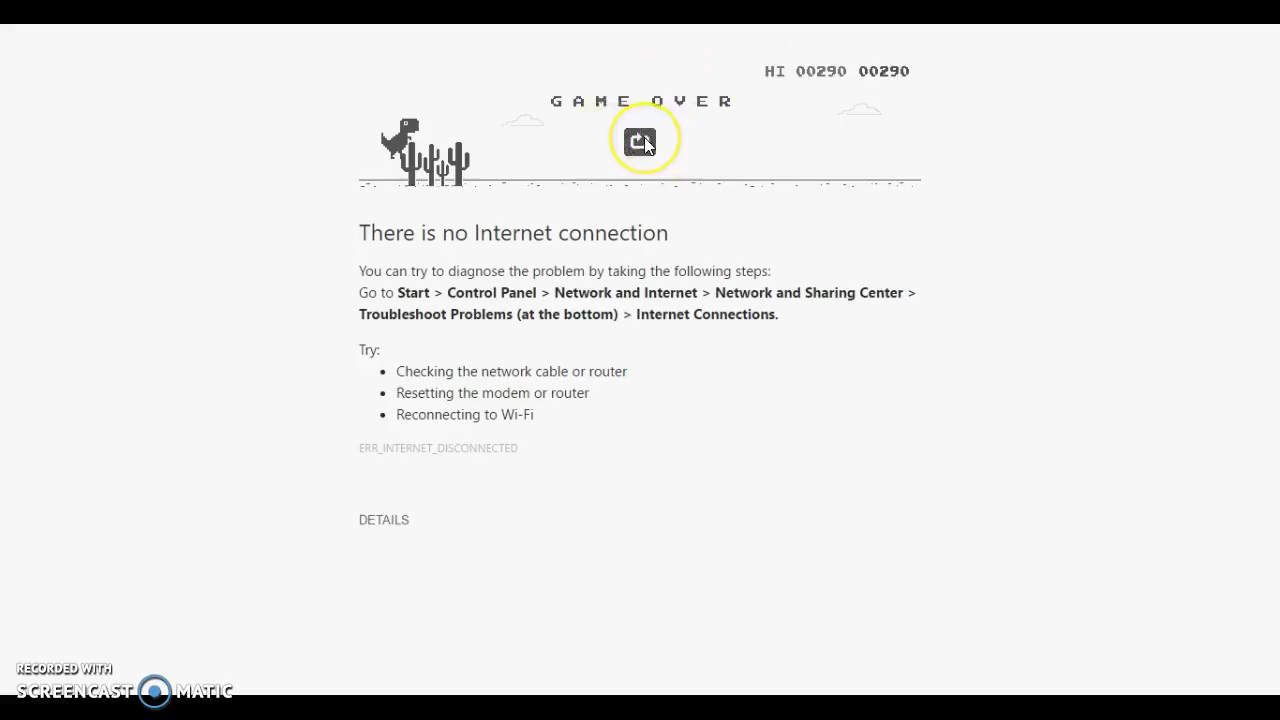 HI 00290 00290
GAME OVER
There is no Internet connection
You can try to diagnose the problem by taking the following steps:
Go to Start > Control Panel > Network and Internet > Network and Sharing Center >
Troubleshoot Problems (at the bottom) > Internet Connections.
Try:
Checking the network cable or router
Resetting the modem or router
Reconnecting to Wi-Fi
ERR_INTERNET_DISCONNECTED
DETAILS
RECORDED WITH
SCREENCAST MATIC